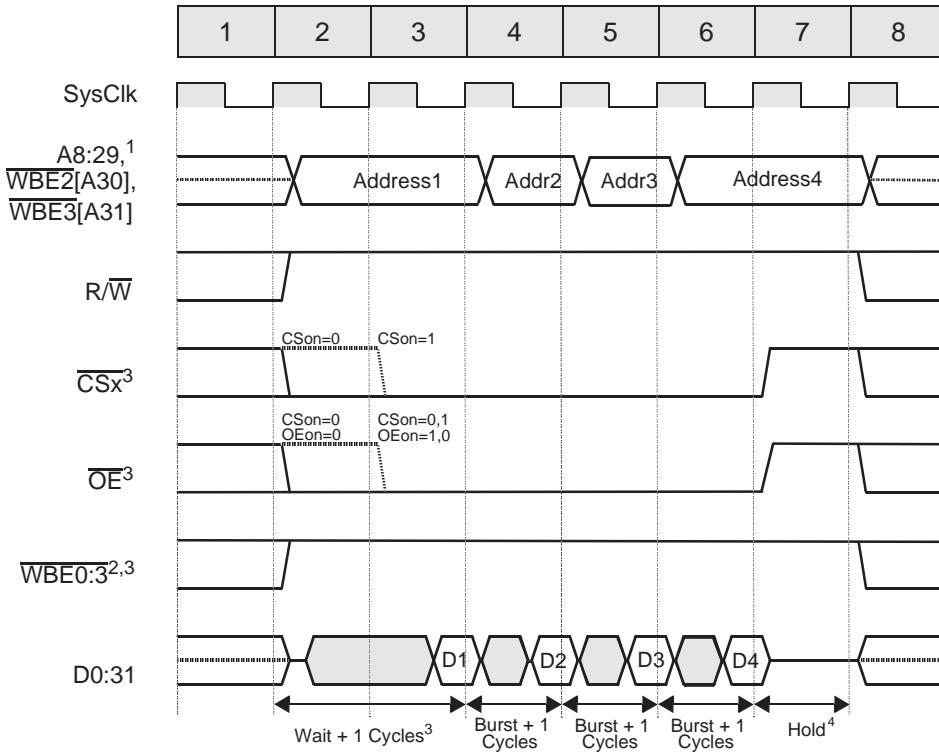 1 2 3 4 5 6 7 8
SysClk
A8:29,¹
WBE2[A30],
WBE3[A31]
Address1 Addr2 Addr3 Address4
R/W
CSon=0 CSon=1
CSx³
CSon=0 CSon=0,1
OEon=0 OEon=1,0
OE³
WBE0:3²,³
D0:31
D1 D2 D3 D4
Wait + 1 Cycles³
Burst + 1
Cycles
Burst + 1
Cycles
Burst + 1
Cycles
Hold⁴